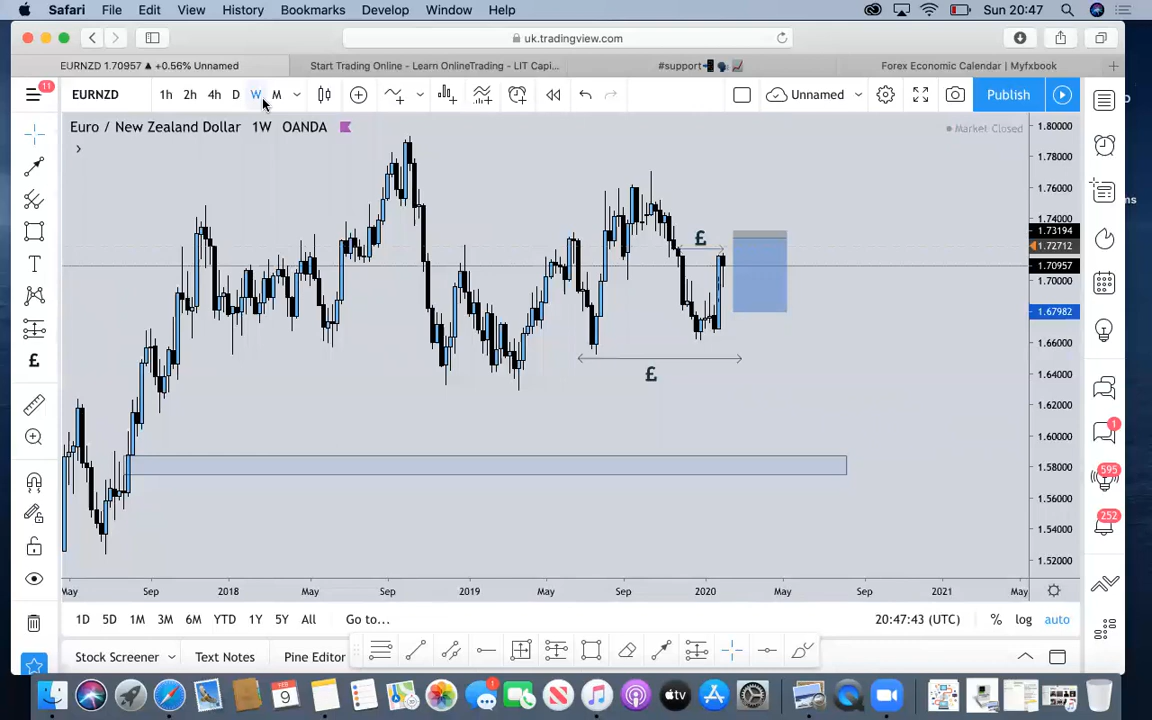 Safari File Edit View History Bookmarks Develop Window Help Sun 20:47
uk.tradingview.com
EURNZD 1.70957 ▲ +0.56% Unnamed
Start Trading Online - Learn OnlineTrading - LIT Capi...
#support
Forex Economic Calendar | Myfxbook
11
EURNZD 1h 2h 4h D W M Unnamed Publish
Euro / New Zealand Dollar 1W OANDA
Market Closed
1.80000
1.78000
1.76000
1.74000
1.73194
1.72712
1.70957
1.70000
1.67982
1.66000
1.64000
1.62000
1.60000
1.58000
1.56000
1.54000
1.52000
£
£
T
£
1
595
252
May Sep 2018 May Sep 2019 May Sep 2020 May Sep 2021 May
1D 5D 1M 3M 6M YTD 1Y 5Y All Go to... 20:47:43 (UTC) % log auto
Stock Screener Text Notes Pine Editor
SEP
9
1
tv